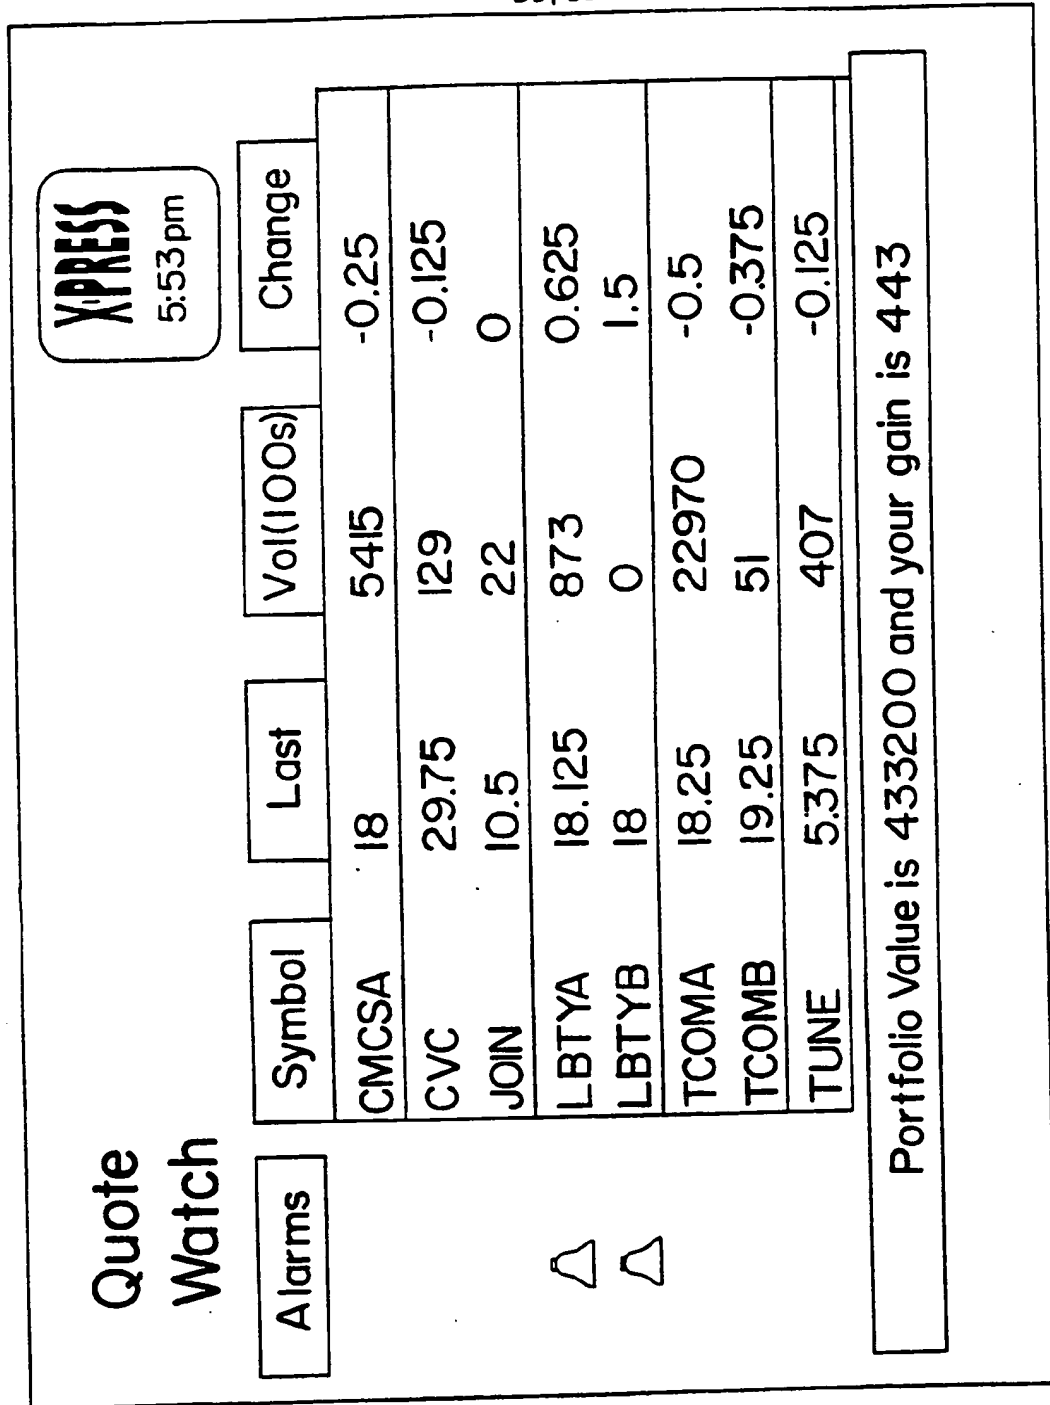 Quote
Watch
X·PRESS
5:53pm
Alarms Symbol Last Vol(100s) Change
CMCSA 18 5415 -0.25
CVC 29.75 129 -0.125
JOIN 10.5 22 0
LBTYA 18.125 873 0.625
LBTYB 18 0 1.5
TCOMA 18.25 22970 -0.5
TCOMB 19.25 51 -0.375
TUNE 5.375 407 -0.125
Portfolio Value is 433200 and your gain is 443